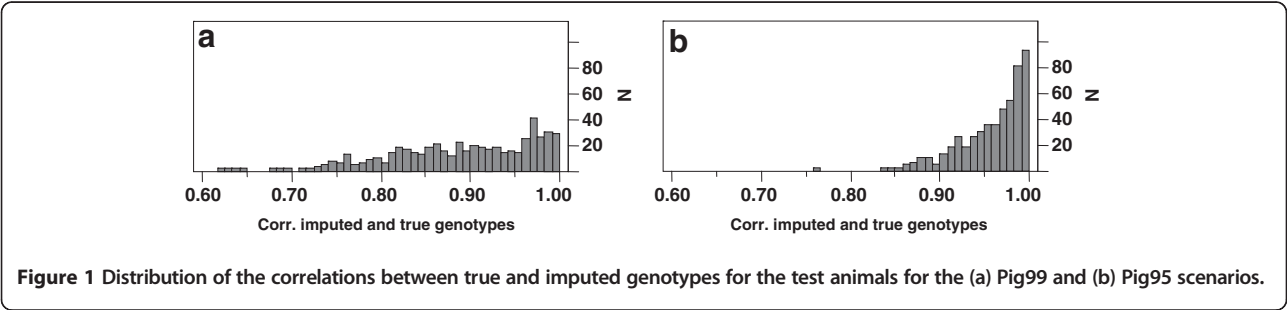 a
80
60
40
20
N
0.60 0.70 0.80 0.90 1.00
Corr. imputed and true genotypes
b
80
60
40
20
N
0.60 0.70 0.80 0.90 1.00
Corr. imputed and true genotypes
Figure 1 Distribution of the correlations between true and imputed genotypes for the test animals for the (a) Pig99 and (b) Pig95 scenarios.